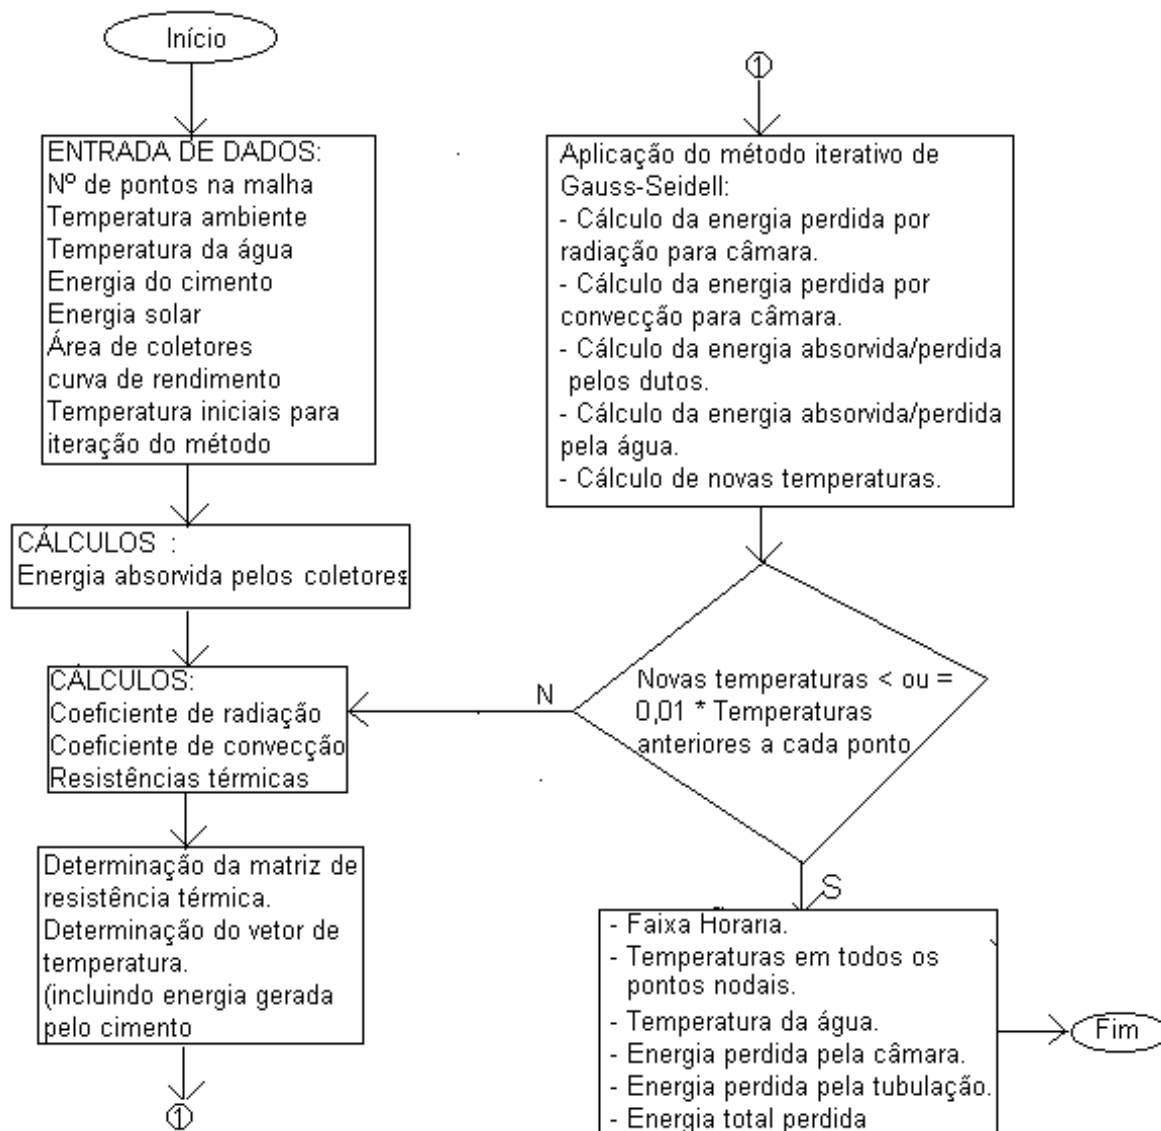 Início
ENTRADA DE DADOS:
Nº de pontos na malha
Temperatura ambiente
Temperatura da água
Energia do cimento
Energia solar
Área de coletores
curva de rendimento
Temperatura iniciais para
iteração do método
CÁLCULOS :
Energia absorvida pelos coletores
CÁLCULOS:
Coeficiente de radiação
Coeficiente de convecção
Resistências térmicas
Determinação da matriz de
resistência térmica.
Determinação do vetor de
temperatura.
(incluindo energia gerada
pelo cimento
1
1
Aplicação do método iterativo de
Gauss-Seidell:
- Cálculo da energia perdida por
radiação para câmara.
- Cálculo da energia perdida por
convecção para câmara.
- Cálculo da energia absorvida/perdida
pelos dutos.
- Cálculo da energia absorvida/perdida
pela água.
- Cálculo de novas temperaturas.
Novas temperaturas < ou =
0,01 * Temperaturas
anteriores a cada ponto
N
S
- Faixa Horaria.
- Temperaturas em todos os
pontos nodais.
- Temperatura da água.
- Energia perdida pela câmara.
- Energia perdida pela tubulação.
- Energia total perdida
Fim